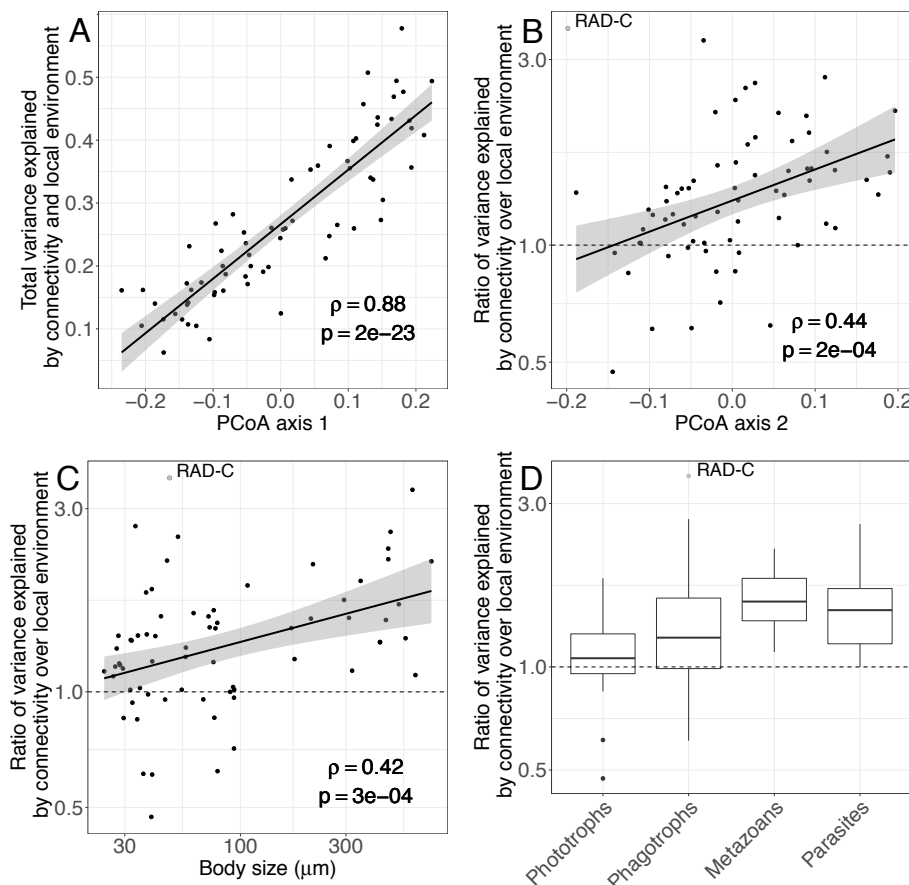 A
Total variance explained
by connectivity and local environment
0.5
0.4
0.3
0.2
0.1
ρ = 0.88
p = 2e−23
−0.2
−0.1
0.0
0.1
0.2
PCoA axis 1
B
RAD-C
Ratio of variance explained
by connectivity over local environment
3.0
1.0
0.5
ρ = 0.44
p = 2e−04
−0.2
−0.1
0.0
0.1
0.2
PCoA axis 2
C
RAD-C
Ratio of variance explained
by connectivity over local environment
3.0
1.0
0.5
ρ = 0.42
p = 3e−04
30
100
300
Body size (μm)
D
RAD-C
Ratio of variance explained
by connectivity over local environment
3.0
1.0
0.5
Phototrophs
Phagotrophs
Metazoans
Parasites